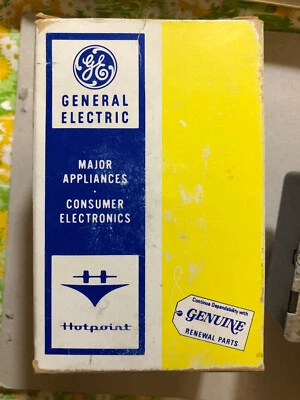 GE
GENERAL
ELECTRIC
MAJOR
APPLIANCES
·
CONSUMER
ELECTRONICS
Hotpoint
Continue Dependability with
GENUINE
RENEWAL PARTS